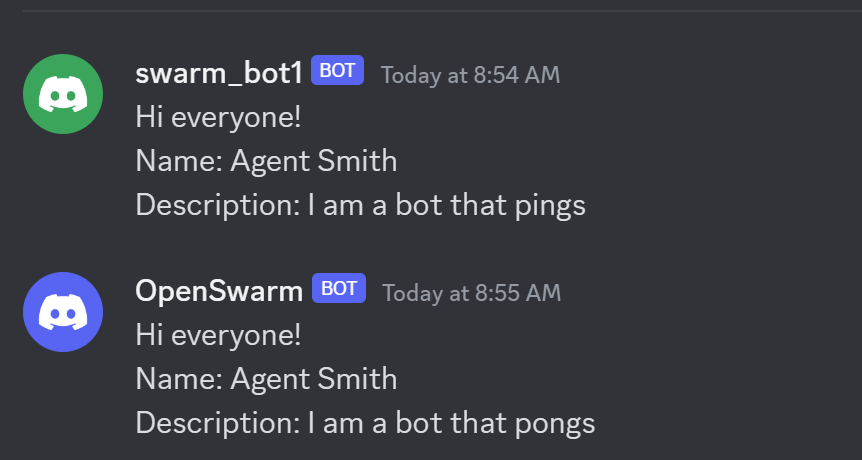 swarm_bot1 BOT Today at 8:54 AM
Hi everyone!
Name: Agent Smith
Description: I am a bot that pings
OpenSwarm BOT Today at 8:55 AM
Hi everyone!
Name: Agent Smith
Description: I am a bot that pongs